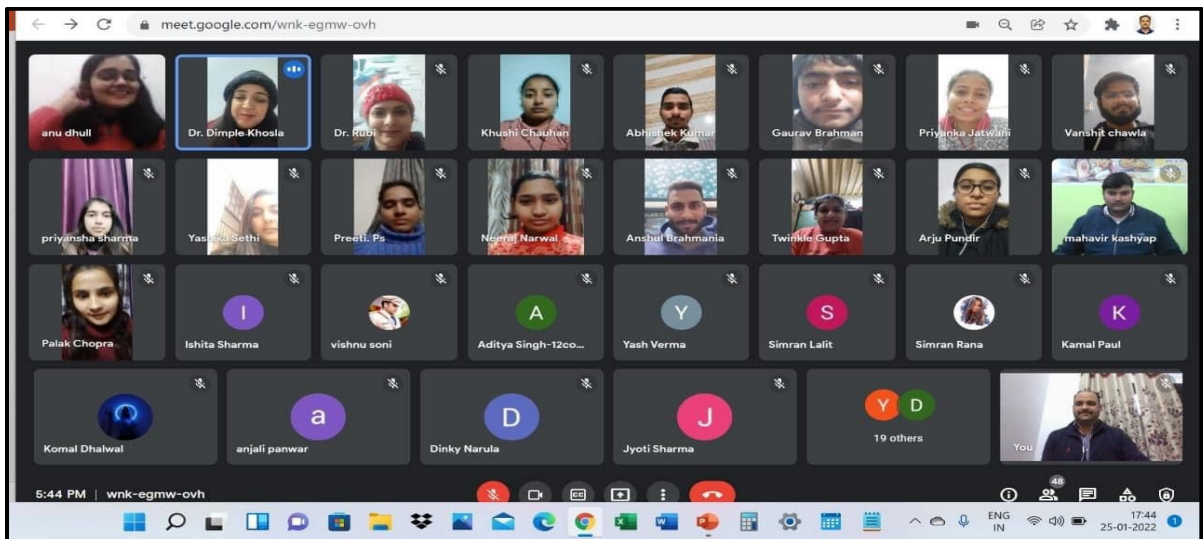 meet.google.com/wnk-egmw-ovh
anu dhull
Dr. Dimple Khosla
Dr. Rubi
Khushi Chauhan
Abhishek Kumar
Gaurav Brahman
Priyanka Jatwani
Vanshit chawla
priyansha sharma
Yashika Sethi
Preeti. Ps
Neeraj Narwal
Anshul Brahmania
Twinkle Gupta
Arju Pundir
mahavir kashyap
Palak Chopra
I
Ishita Sharma
vishnu soni
A
Aditya Singh-12co...
Y
Yash Verma
S
Simran Lalit
Simran Rana
K
Kamal Paul
Komal Dhalwal
a
anjali panwar
D
Dinky Narula
J
Jyoti Sharma
Y D
19 others
You
5:44 PM | wnk-egmw-ovh
CC
48
ENG
IN
17:44
25-01-2022
1